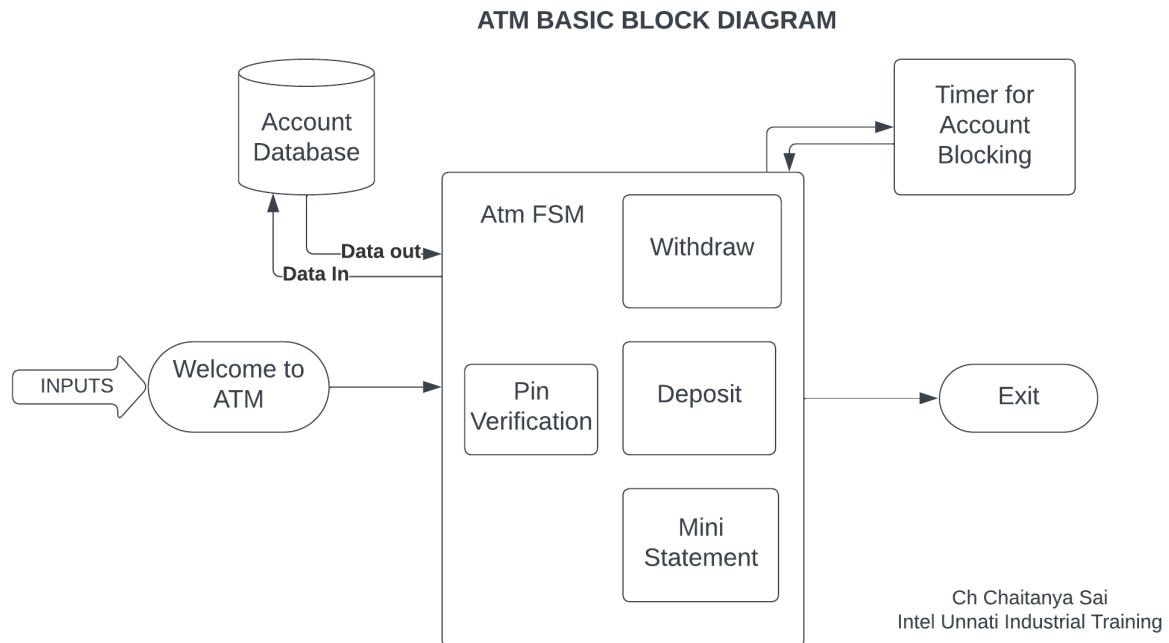 ATM BASIC BLOCK DIAGRAM
Account
Database
Timer for
Account
Blocking
Atm FSM
Withdraw
Data out
Data In
INPUTS
Welcome to
ATM
Pin
Verification
Deposit
Exit
Mini
Statement
Ch Chaitanya Sai
Intel Unnati Industrial Training